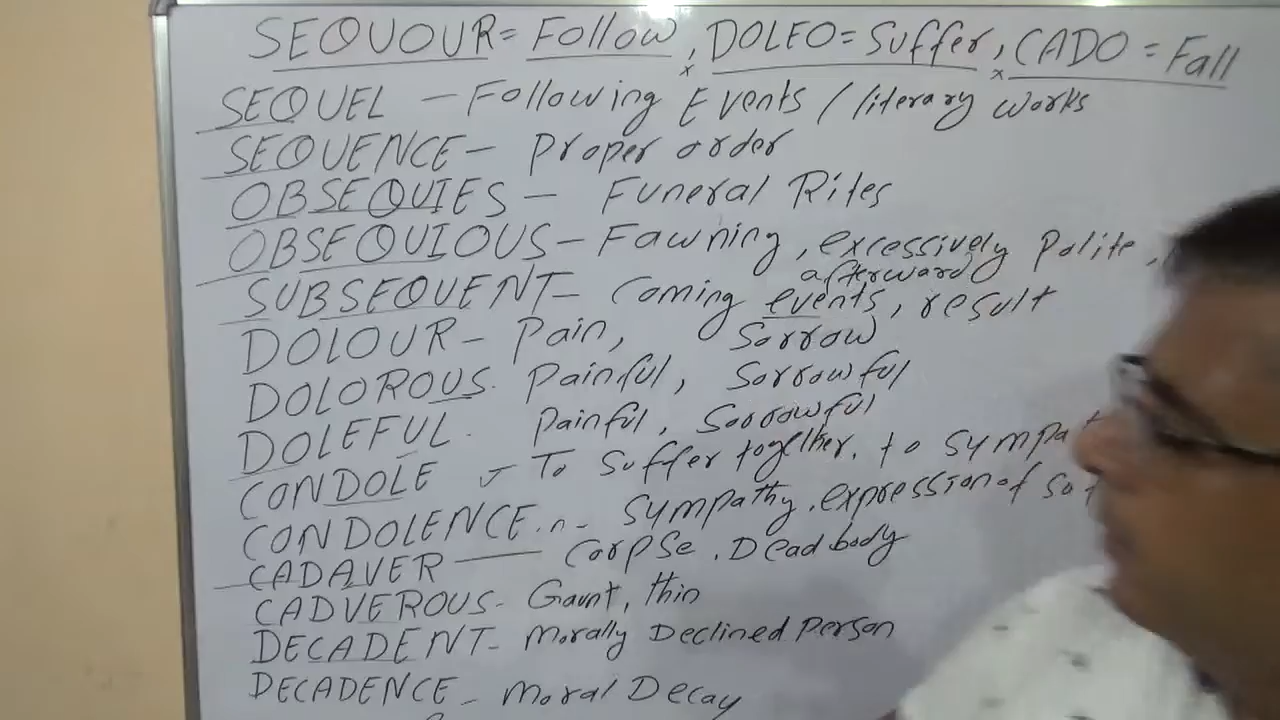 SEQUOUR = Follow, DOLEO = Suffer, CADO = Fall
SEQUEL — Following Events / literary works
SEQUENCE — Proper order
OBSEQUIES — Funeral Rites
OBSEQUIOUS — Fawning, excessively Polite,
afterward
SUBSEQUENT — Coming events, result
DOLOUR — Pain, Sorrow
DOLOROUS. Painful, Sorrowful
DOLEFUL. Painful, Sorrowful
CONDOLE — To Suffer together, to
CONDOLENCE.n- Sympathy, expression of
CADAVER — Corpse. Dead body
CADVEROUS- Gaunt, thin
DECADENT- Morally Declined Person
DECADENCE - Moral Decay